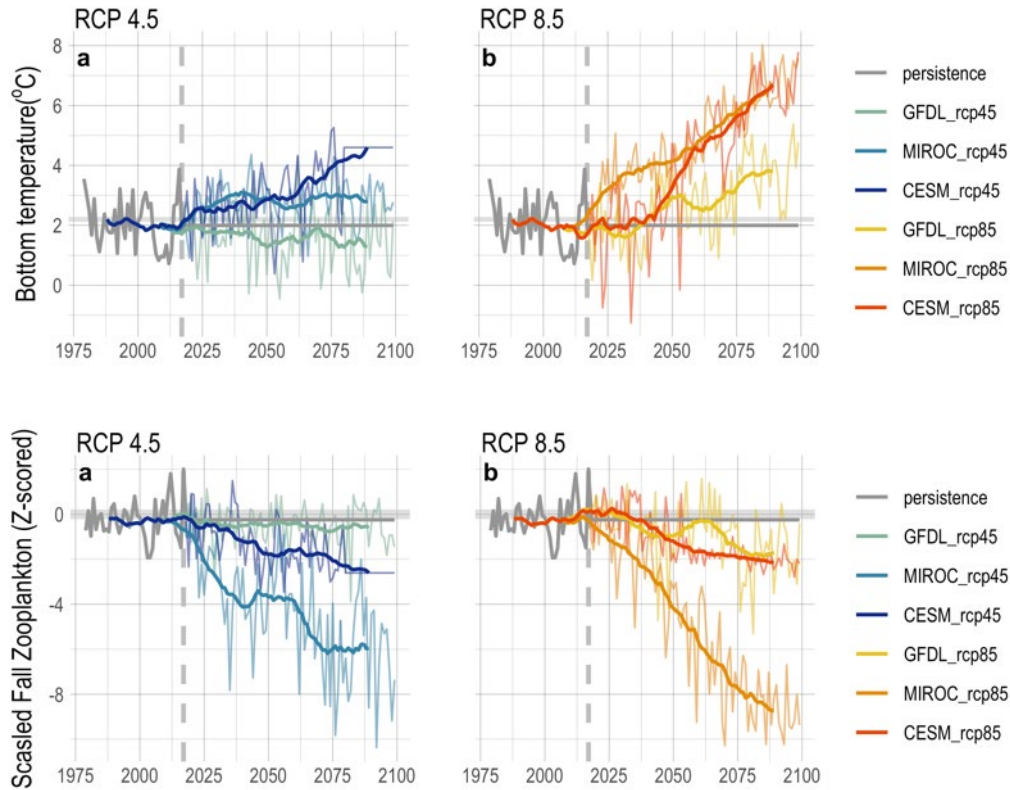 RCP 4.5
RCP 8.5
a
b
Bottom temperature(°C)
8
6
4
2
0
1975 2000 2025 2050 2075 2100
1975 2000 2025 2050 2075 2100
persistence
GFDL_rcp45
MIROC_rcp45
CESM_rcp45
GFDL_rcp85
MIROC_rcp85
CESM_rcp85
RCP 4.5
RCP 8.5
a
b
Scasled Fall Zooplankton (Z-scored)
0
-4
-8
1975 2000 2025 2050 2075 2100
1975 2000 2025 2050 2075 2100
persistence
GFDL_rcp45
MIROC_rcp45
CESM_rcp45
GFDL_rcp85
MIROC_rcp85
CESM_rcp85